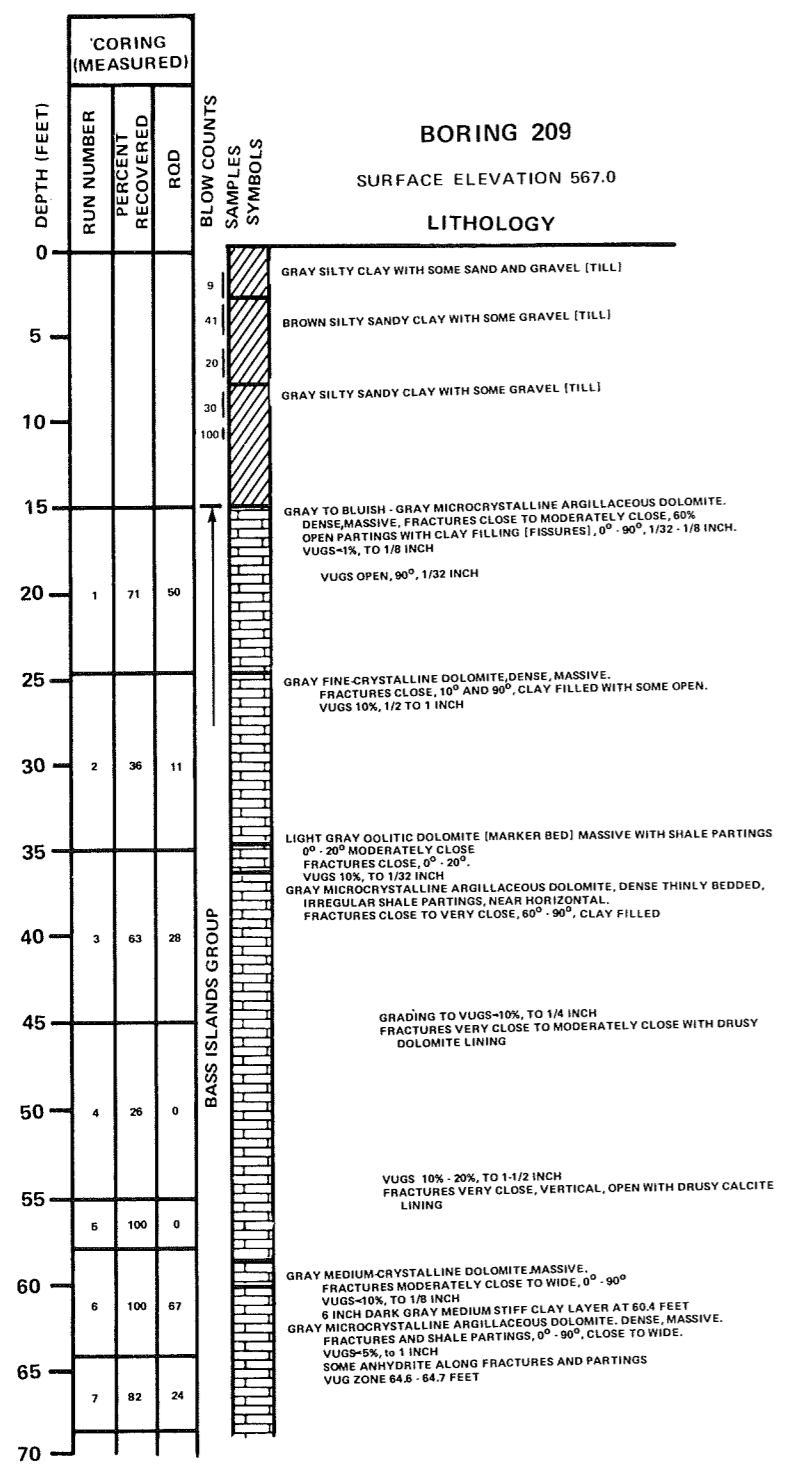 'CORING
(MEASURED)
DEPTH (FEET)
RUN NUMBER
PERCENT
RECOVERED
RQD
BLOW COUNTS
SAMPLES
SYMBOLS
BORING 209
SURFACE ELEVATION 567.0
LITHOLOGY
0
GRAY SILTY CLAY WITH SOME SAND AND GRAVEL [TILL]
9
41
BROWN SILTY SANDY CLAY WITH SOME GRAVEL [TILL]
5
20
GRAY SILTY SANDY CLAY WITH SOME GRAVEL [TILL]
30
10
100
15
GRAY TO BLUISH - GRAY MICROCRYSTALLINE ARGILLACEOUS DOLOMITE.
DENSE,MASSIVE, FRACTURES CLOSE TO MODERATELY CLOSE, 60%
OPEN PARTINGS WITH CLAY FILLING [FISSURES], 0° - 90°, 1/32 - 1/8 INCH.
VUGS~1%, TO 1/8 INCH
VUGS OPEN, 90°, 1/32 INCH
20
1 71 50
25
GRAY FINE-CRYSTALLINE DOLOMITE,DENSE, MASSIVE.
FRACTURES CLOSE, 10° AND 90°, CLAY FILLED WITH SOME OPEN.
VUGS 10%, 1/2 TO 1 INCH
30
2 36 11
LIGHT GRAY OOLITIC DOLOMITE [MARKER BED] MASSIVE WITH SHALE PARTINGS
0° - 20° MODERATELY CLOSE
35
FRACTURES CLOSE, 0° - 20°.
VUGS 10%, TO 1/32 INCH
GRAY MICROCRYSTALLINE ARGILLACEOUS DOLOMITE, DENSE THINLY BEDDED,
IRREGULAR SHALE PARTINGS, NEAR HORIZONTAL.
FRACTURES CLOSE TO VERY CLOSE, 60° - 90°, CLAY FILLED
40
3 63 28
BASS ISLANDS GROUP
GRADING TO VUGS~10%, TO 1/4 INCH
45
FRACTURES VERY CLOSE TO MODERATELY CLOSE WITH DRUSY
DOLOMITE LINING
50
4 26 0
VUGS 10% - 20%, TO 1-1/2 INCH
55
FRACTURES VERY CLOSE, VERTICAL, OPEN WITH DRUSY CALCITE
LINING
5 100 0
GRAY MEDIUM-CRYSTALLINE DOLOMITE.MASSIVE.
60
FRACTURES MODERATELY CLOSE TO WIDE, 0° - 90°
VUGS~10%, TO 1/8 INCH
6 100 67
6 INCH DARK GRAY MEDIUM STIFF CLAY LAYER AT 60.4 FEET
GRAY MICROCRYSTALLINE ARGILLACEOUS DOLOMITE. DENSE, MASSIVE.
FRACTURES AND SHALE PARTINGS, 0° - 90°, CLOSE TO WIDE.
VUGS~5%, to 1 INCH
65
SOME ANHYDRITE ALONG FRACTURES AND PARTINGS
VUG ZONE 64.6 - 64.7 FEET
7 82 24
70